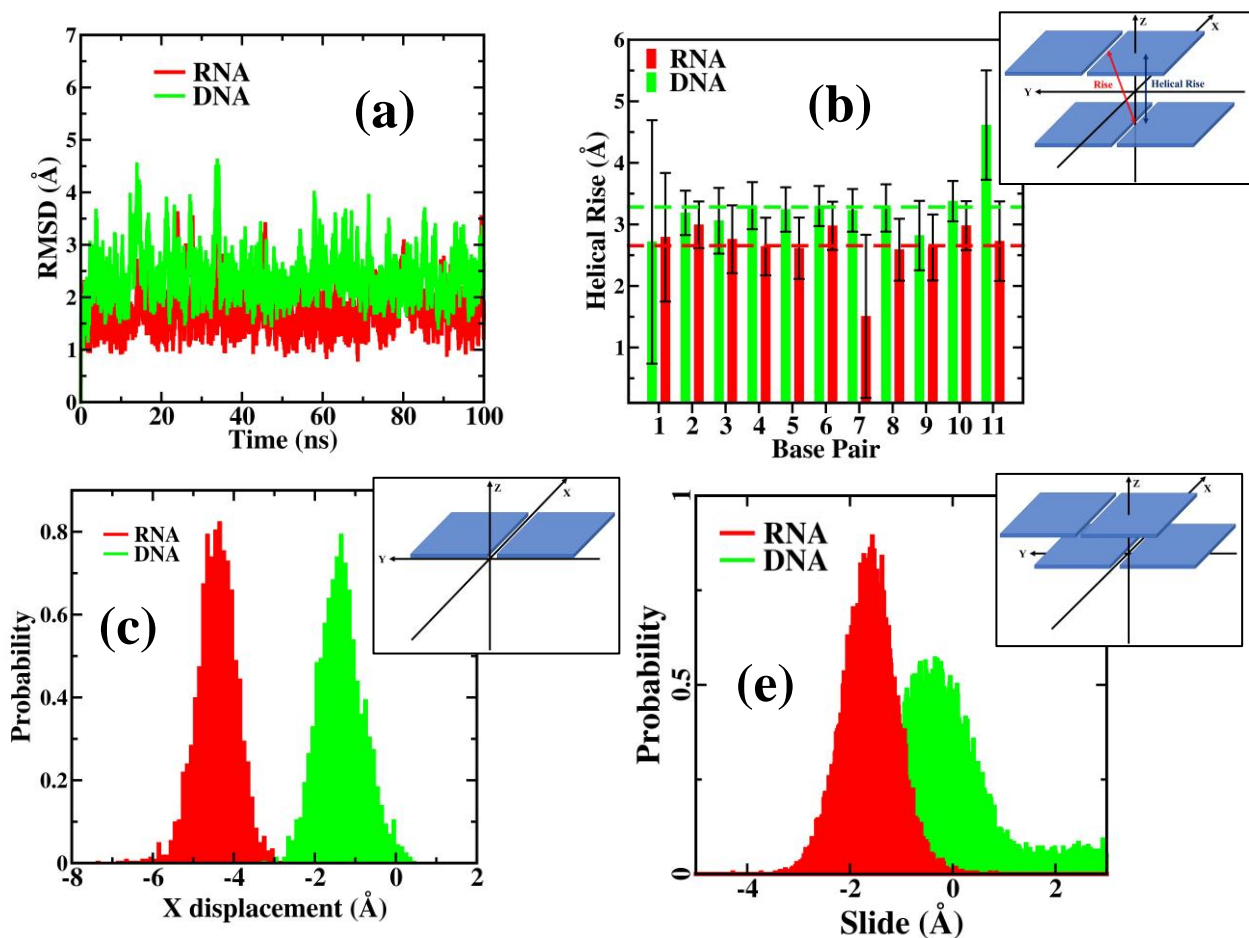 7
6
5
4
3
2
1
0
RMSD (Å)
RNA
DNA
(a)
0 20 40 60 80 100
Time (ns)
6
5
4
3
2
1
Helical Rise (Å)
RNA
DNA
(b)
1 2 3 4 5 6 7 8 9 10 11
Base Pair
Z
X
Y
Rise
Helical Rise
0.8
0.6
0.4
0.2
0
Probability
RNA
DNA
(c)
-8 -6 -4 -2 0 2
X displacement (Å)
Z
X
Y
1
0.5
0
Probability
RNA
DNA
(e)
-4 -2 0 2
Slide (Å)
Z
X
Y